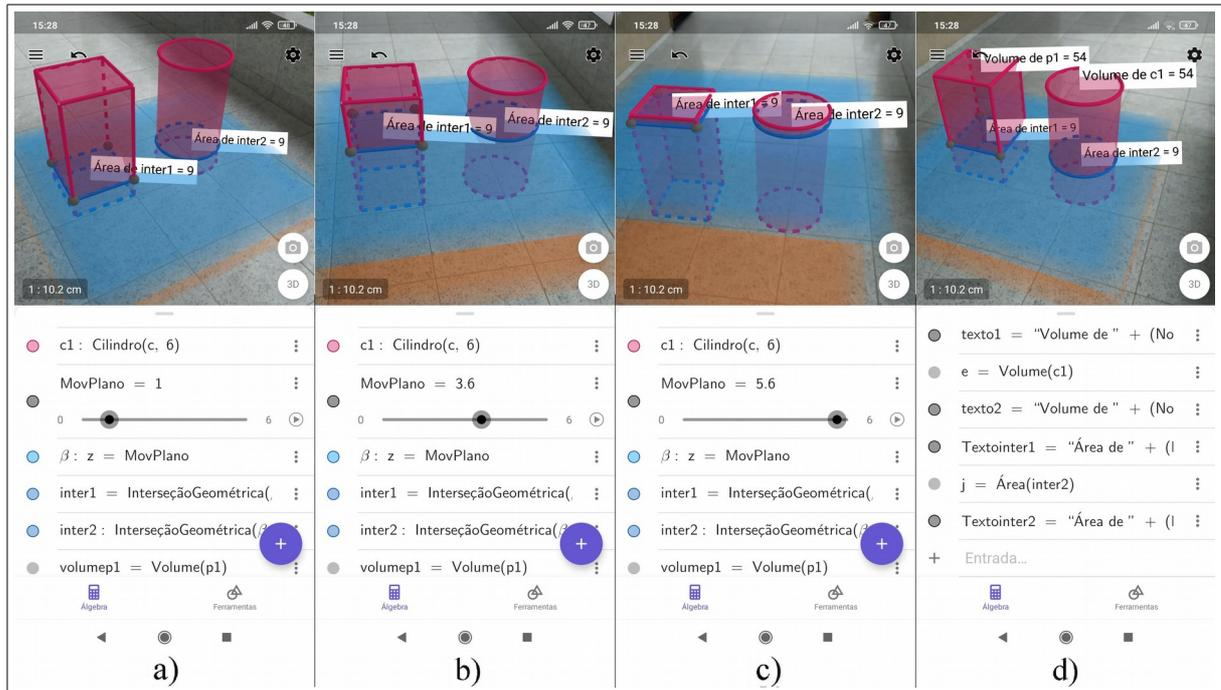 15:28
48
Área de inter2 = 9
Área de inter1 = 9
1 : 10.2 cm
3D
c1 : Cilindro(c, 6)
MovPlano = 1
0
6
β : z = MovPlano
inter1 = InterseçãoGeométrica(
inter2 : InterseçãoGeométrica(β
+
volumep1 = Volume(p1)
Álgebra
Ferramentas
a)
15:28
47
Área de inter1 = 9
Área de inter2 = 9
1 : 10.2 cm
3D
c1 : Cilindro(c, 6)
MovPlano = 3.6
0
6
β : z = MovPlano
inter1 = InterseçãoGeométrica(
inter2 : InterseçãoGeométrica(β
+
volumep1 = Volume(p1)
Álgebra
Ferramentas
b)
15:28
47
Área de inter1 = 9
Área de inter2 = 9
1 : 10.2 cm
3D
c1 : Cilindro(c, 6)
MovPlano = 5.6
0
6
β : z = MovPlano
inter1 = InterseçãoGeométrica(
inter2 : InterseçãoGeométrica(β
+
volumep1 = Volume(p1)
Álgebra
Ferramentas
c)
15:28
47
Volume de p1 = 54
Volume de c1 = 54
Área de inter1 = 9
Área de inter2 = 9
1 : 10.2 cm
3D
texto1 = “Volume de ” + (No
e = Volume(c1)
texto2 = “Volume de ” + (No
Textointer1 = “Área de ” + (
j = Área(inter2)
Textointer2 = “Área de ” + (
+ Entrada...
Álgebra
Ferramentas
d)